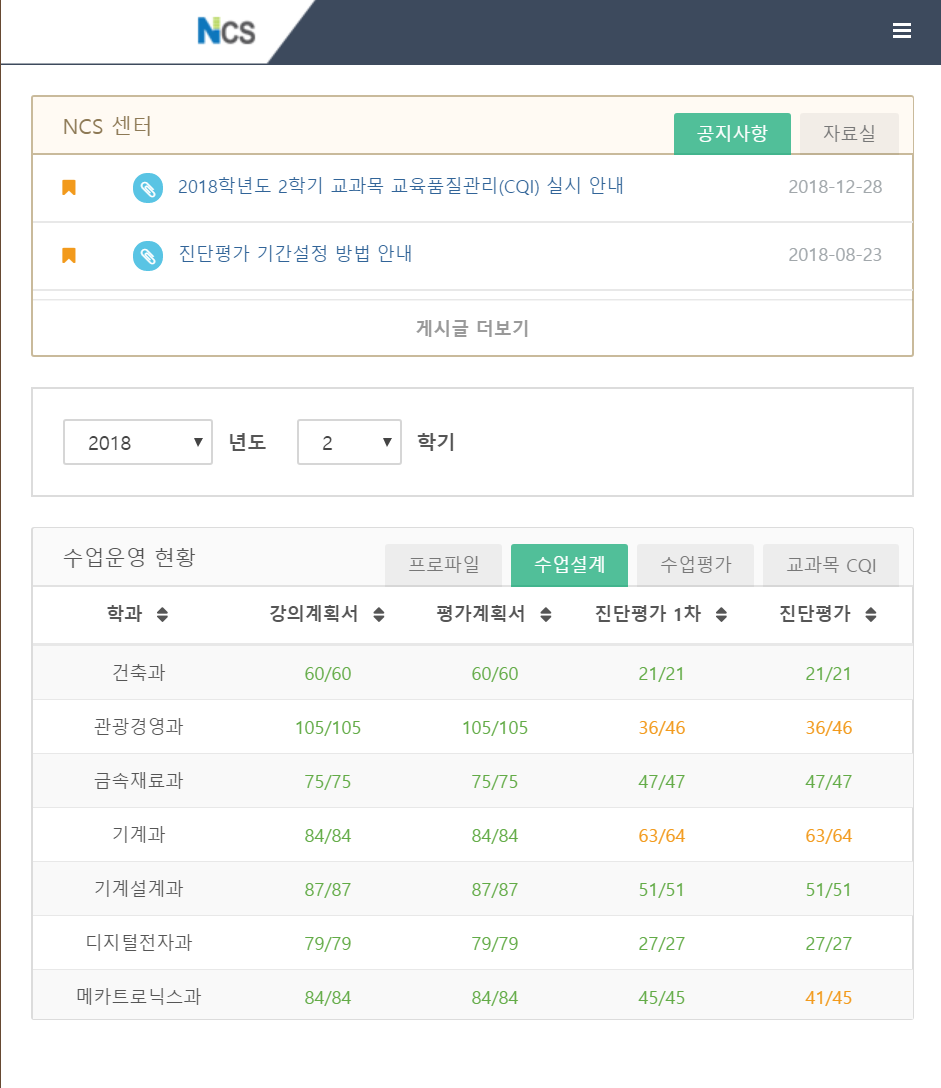 NCS
NCS 센터 공지사항 자료실
2018학년도 2학기 교과목 교육품질관리(CQI) 실시 안내 2018-12-28
진단평가 기간설정 방법 안내 2018-08-23
게시글 더보기
2018 년도 2 학기
수업운영 현황 프로파일 수업설계 수업평가 교과목 CQI
학과 강의계획서 평가계획서 진단평가 1차 진단평가
건축과 60/60 60/60 21/21 21/21
관광경영과 105/105 105/105 36/46 36/46
금속재료과 75/75 75/75 47/47 47/47
기계과 84/84 84/84 63/64 63/64
기계설계과 87/87 87/87 51/51 51/51
디지털전자과 79/79 79/79 27/27 27/27
메카트로닉스과 84/84 84/84 45/45 41/45